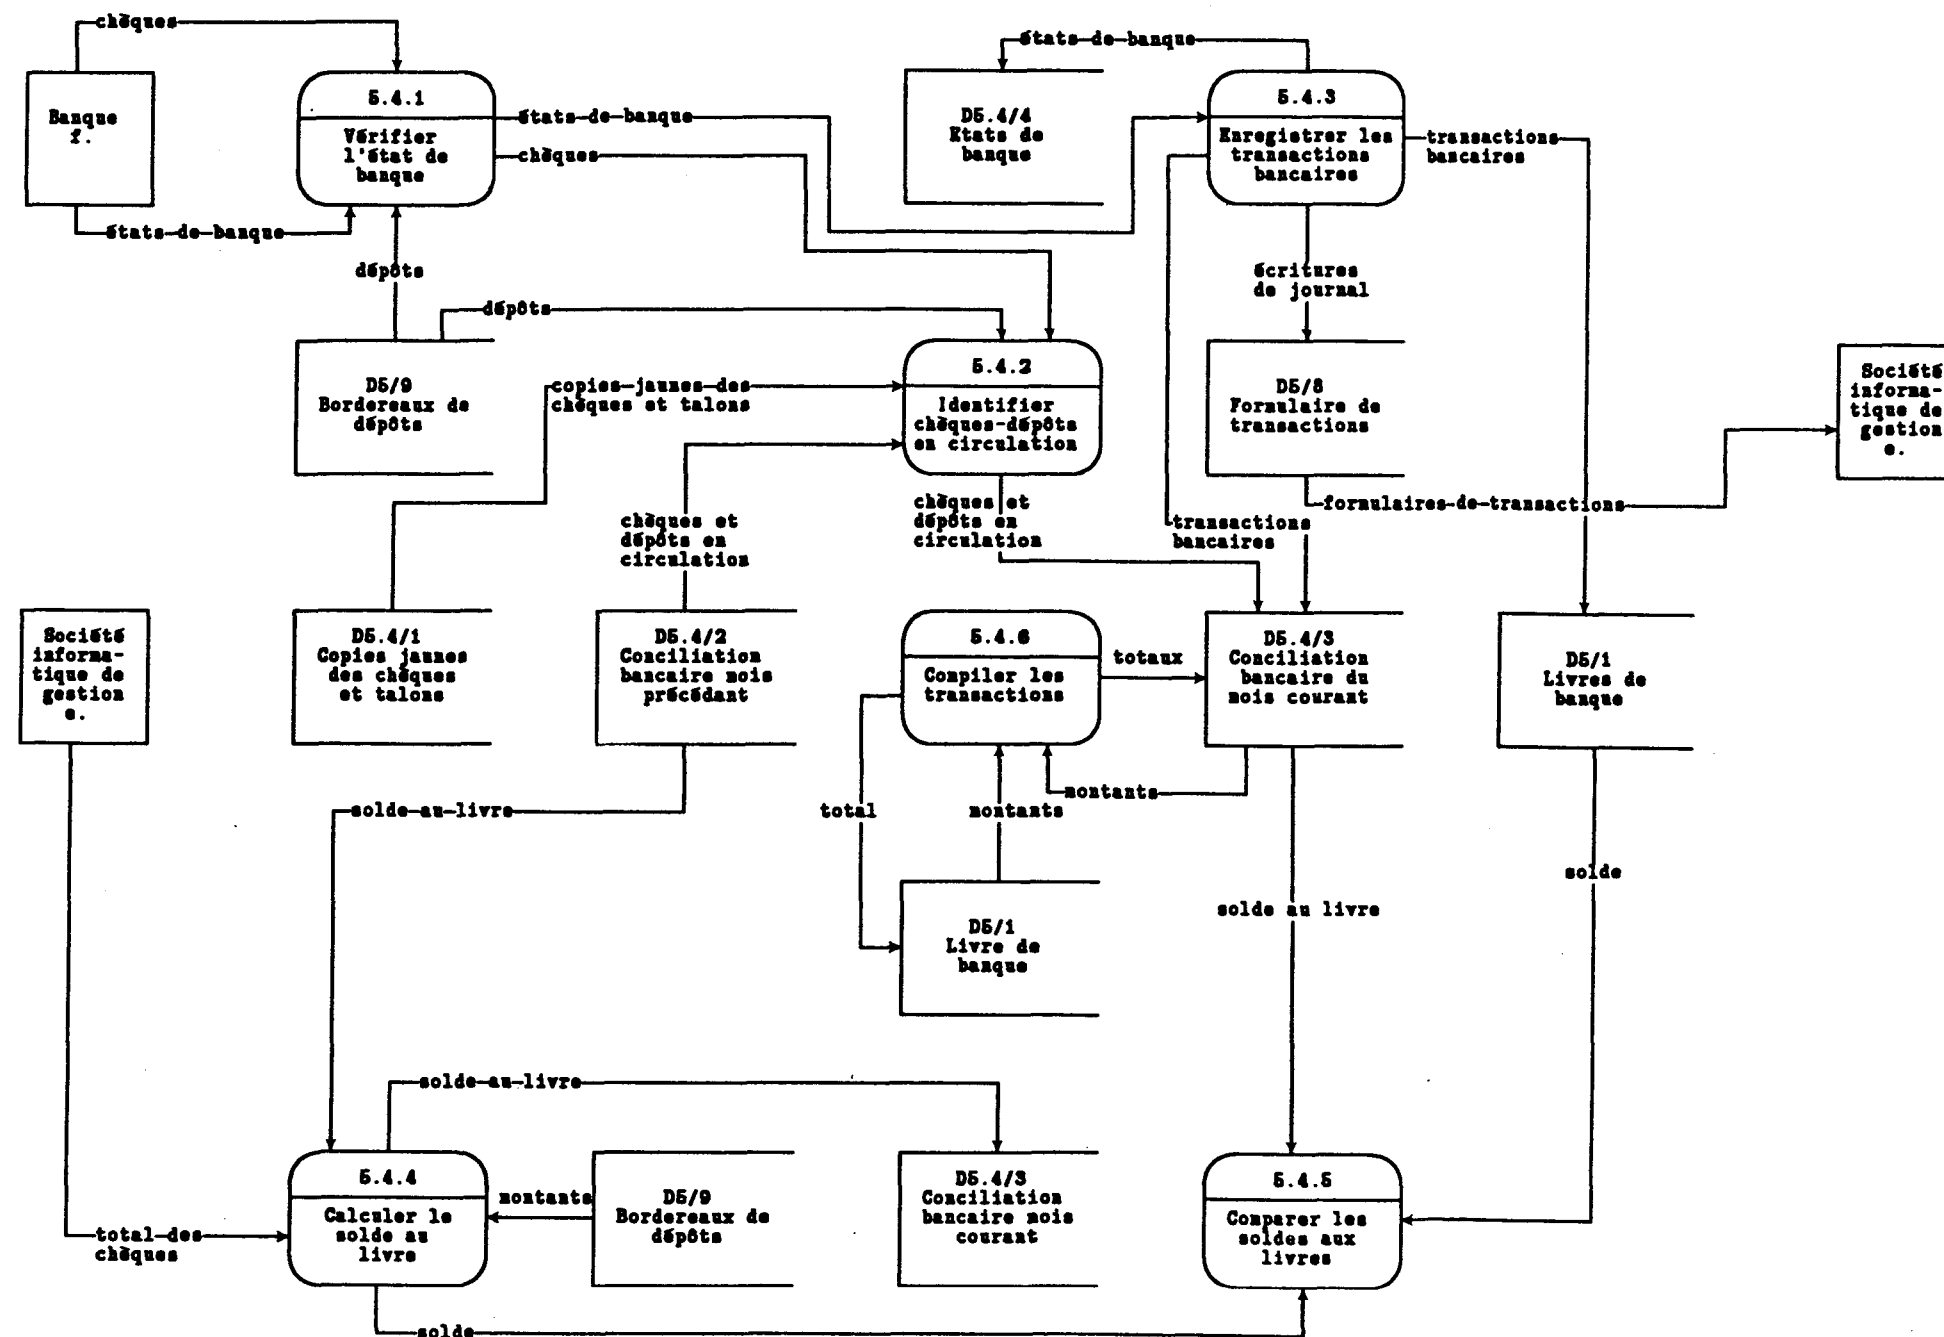 chèques
états-de-banque
Banque
f.
5.4.1
Vérifier
l'état de
banque
états-de-banque
chèques
D5.4/4
Etats de
banque
5.4.3
Enregistrer les
transactions
bancaires
transactions
bancaires
états-de-banque
dépôts
écritures
de journal
dépôts
D5/9
Bordereaux de
dépôts
copies-jaunes-des
chèques et talons
5.4.2
Identifier
chèques-dépôts
en circulation
D5/8
Formulaire de
transactions
Société
informa-
tique de
gestion
e.
chèques et
dépôts en
circulation
chèques et
dépôts en
circulation
transactions
bancaires
formulaires-de-transactions
Société
informa-
tique de
gestion
e.
D5.4/1
Copies jaunes
des chèques
et talons
D5.4/2
Conciliation
bancaire mois
précédant
5.4.6
Compiler les
transactions
totaux
D5.4/3
Conciliation
bancaire du
mois courant
D5/1
Livres de
banque
solde-au-livre
total
montants
montants
solde
solde au livre
D5/1
Livre de
banque
solde-au-livre
total-des
chèques
5.4.4
Calculer le
solde au
livre
montants
D5/9
Bordereaux de
dépôts
D5.4/3
Conciliation
bancaire mois
courant
5.4.5
Comparer les
soldes aux
livres
solde